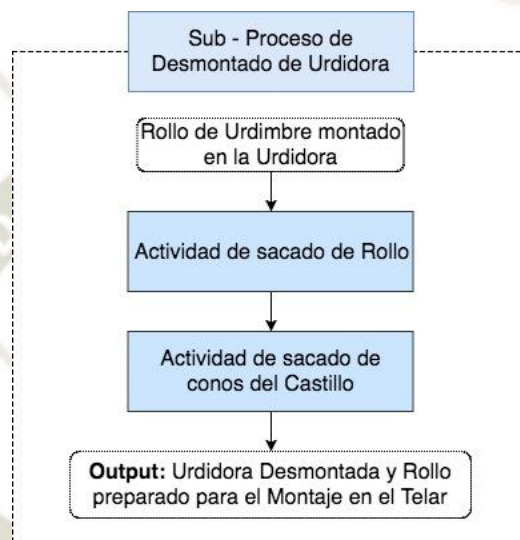 Sub - Proceso de
Desmontado de Urdidora
Rollo de Urdimbre montado
en la Urdidora
Actividad de sacado de Rollo
Actividad de sacado de
conos del Castillo
Output: Urdidora Desmontada y Rollo
preparado para el Montaje en el Telar